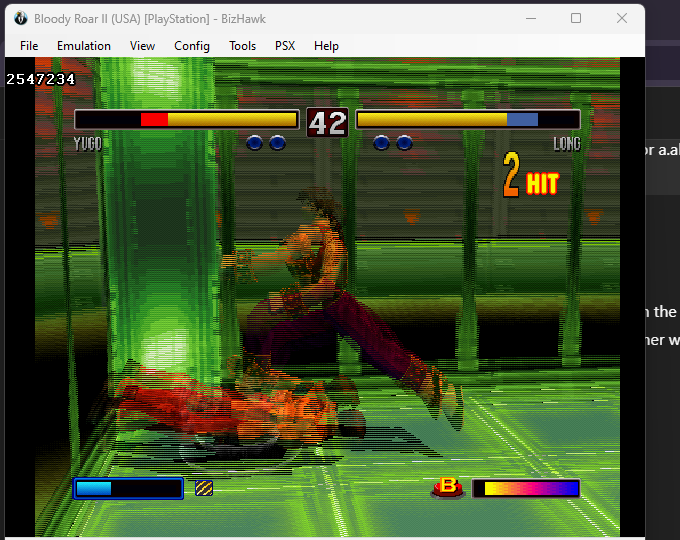 Bloody Roar II (USA) [PlayStation] - BizHawk
File Emulation View Config Tools PSX Help
2547234
42
YUGO LONG
2 HIT
B
or a.al
n the
ner w